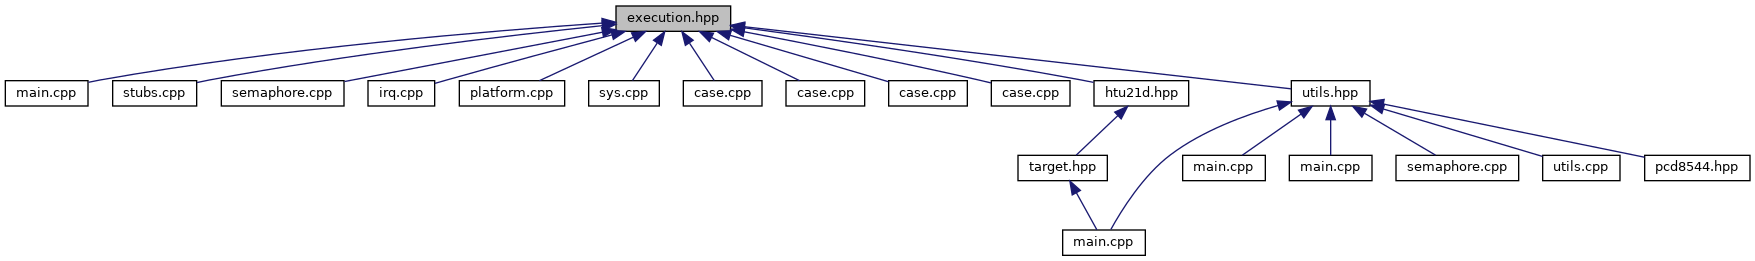 execution.hpp
main.cpp
stubs.cpp
semaphore.cpp
irq.cpp
platform.cpp
sys.cpp
case.cpp
case.cpp
case.cpp
case.cpp
htu21d.hpp
utils.hpp
target.hpp
main.cpp
main.cpp
semaphore.cpp
utils.cpp
pcd8544.hpp
main.cpp